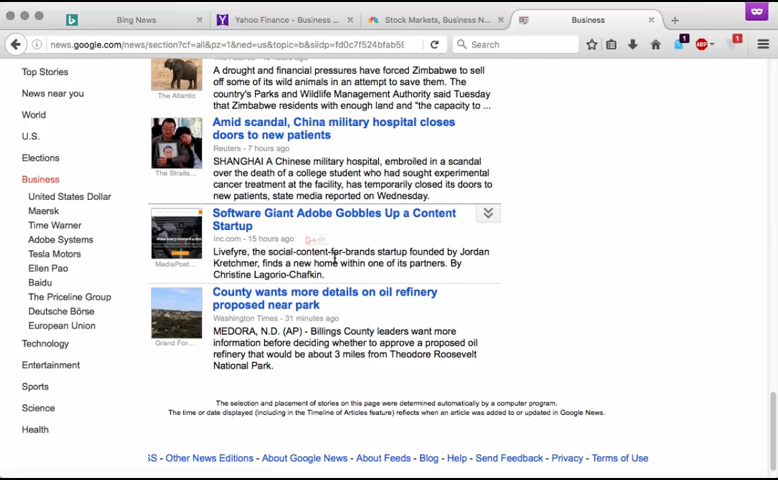 Bing News
Yahoo Finance - Business ...
Stock Markets, Business N...
Business
news.google.com/news/section?cf=all&pz=1&ned=us&topic=b&siidp=fd0c7f524bfab59
Search
1
ABP
1
Top Stories
News near you
World
U.S.
Elections
Business
United States Dollar
Maersk
Time Warner
Adobe Systems
Tesla Motors
Ellen Pao
Baidu
The Priceline Group
Deutsche Börse
European Union
Technology
Entertainment
Sports
Science
Health
The Atlantic
A drought and financial pressures have forced Zimbabwe to sell
off some of its wild animals in an attempt to save them. The
country's Parks and Wildlife Management Authority said Tuesday
that Zimbabwe residents with enough land and "the capacity to ...
Amid scandal, China military hospital closes
doors to new patients
Reuters - 7 hours ago
The Straits...
SHANGHAI A Chinese military hospital, embroiled in a scandal
over the death of a college student who had sought experimental
cancer treatment at the facility, has temporarily closed its doors to
new patients, state media reported on Wednesday.
Software Giant Adobe Gobbles Up a Content
Startup
Inc.com - 15 hours ago
MediaPost...
Livefyre, the social-content-for-brands startup founded by Jordan
Kretchmer, finds a new home within one of its partners. By
Christine Lagorio-Chafkin.
County wants more details on oil refinery
proposed near park
Washington Times - 31 minutes ago
Grand For...
MEDORA, N.D. (AP) - Billings County leaders want more
information before deciding whether to approve a proposed oil
refinery that would be about 3 miles from Theodore Roosevelt
National Park.
The selection and placement of stories on this page were determined automatically by a computer program.
The time or date displayed (including in the Timeline of Articles feature) reflects when an article was added to or updated in Google News.
SS - Other News Editions - About Google News - About Feeds - Blog - Help - Send Feedback - Privacy - Terms of Use